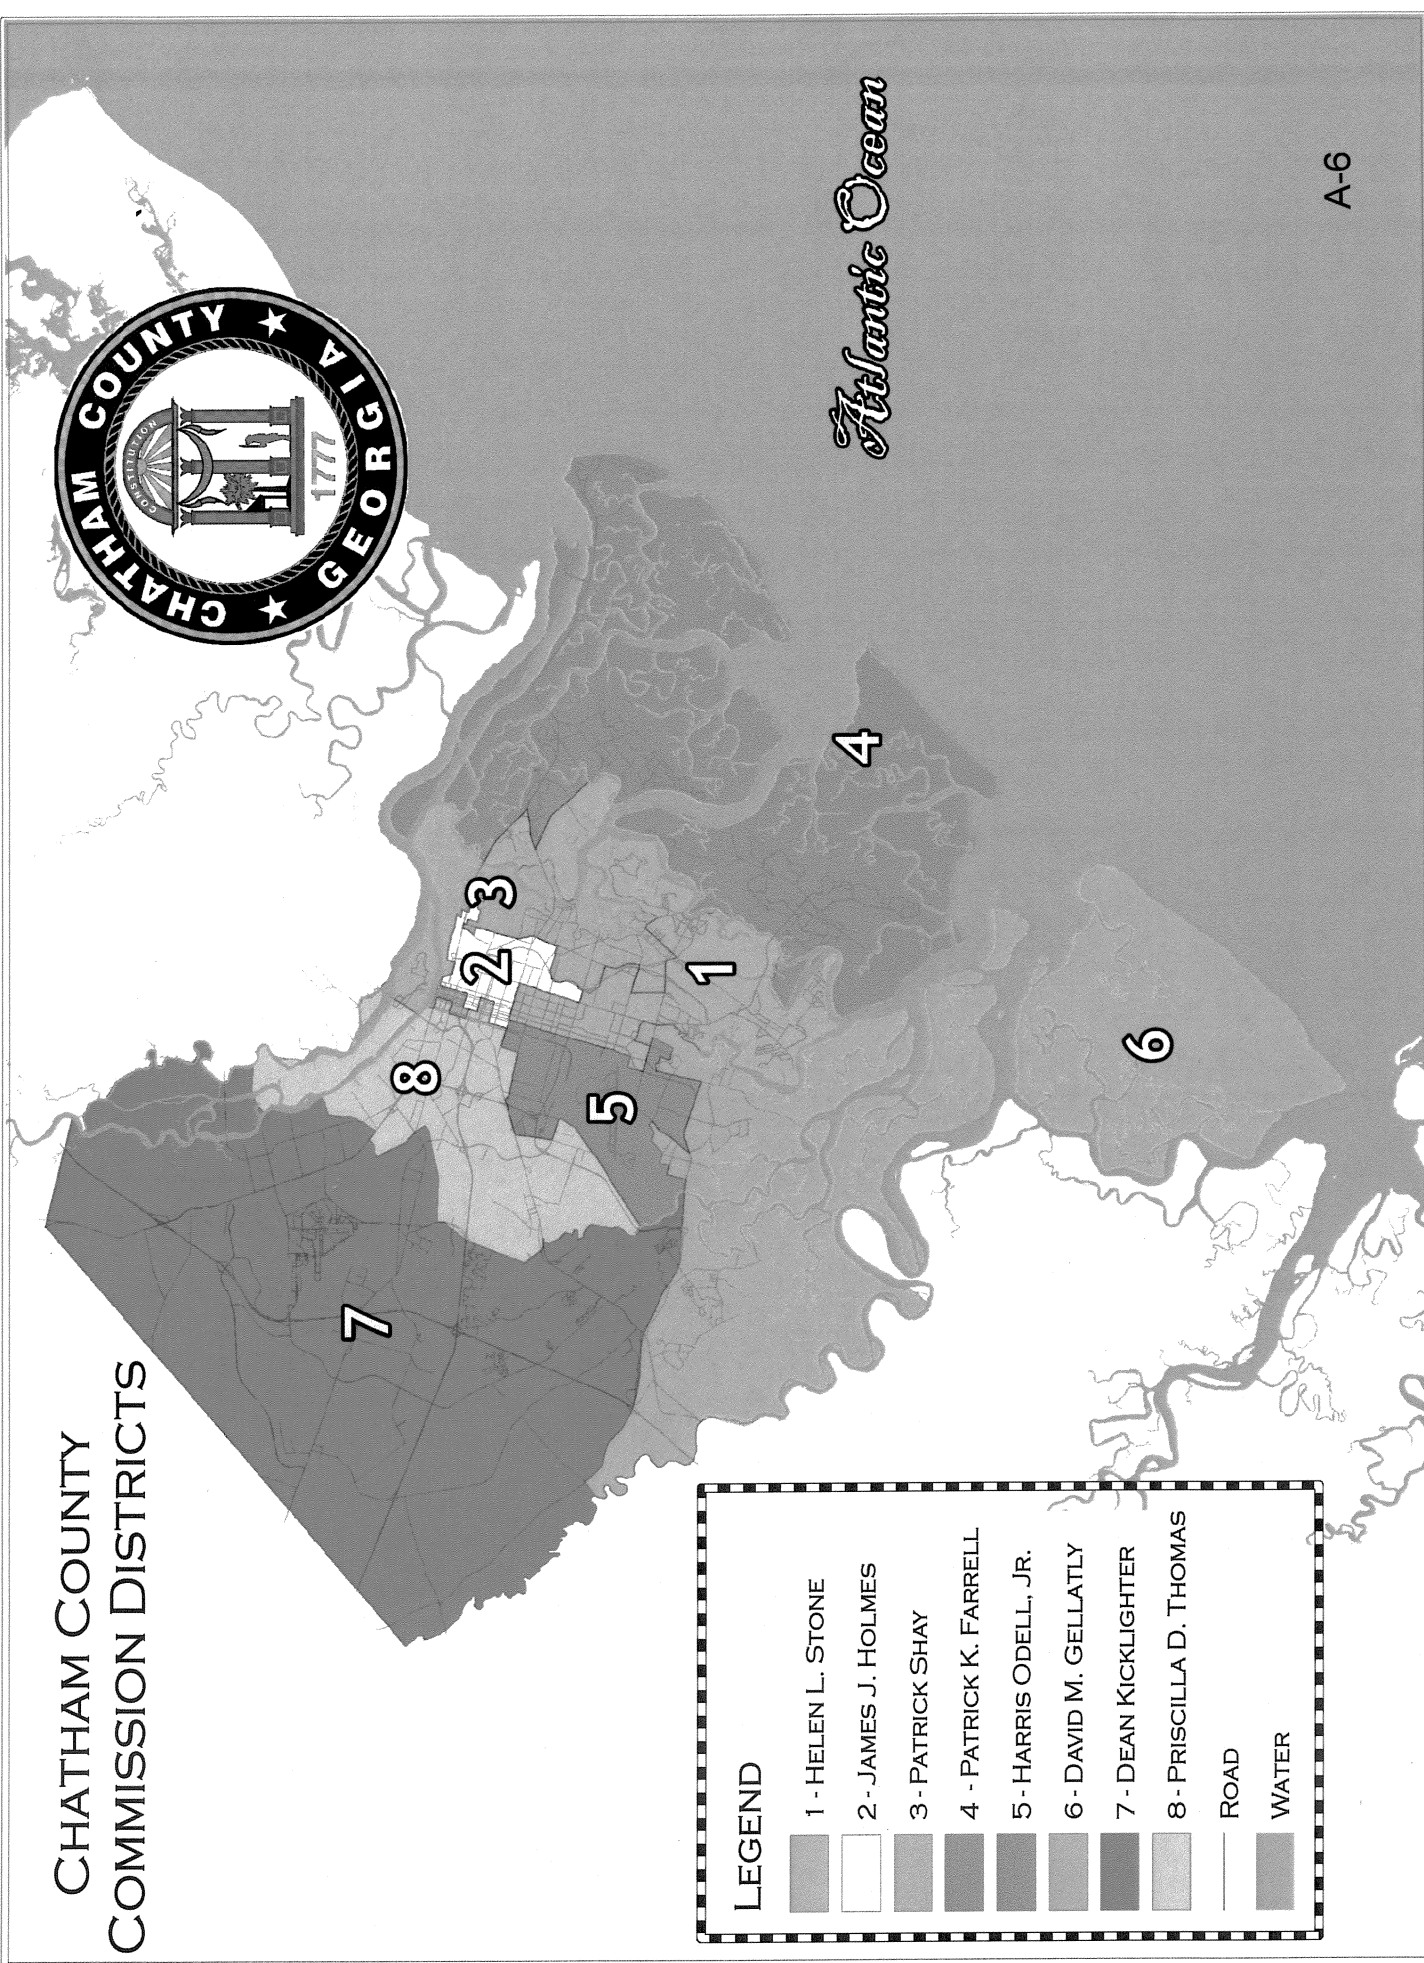 CHATHAM COUNTY
COMMISSION DISTRICTS
CHATHAM COUNTY
GEORGIA
CONSTITUTION
1777
Atlantic Ocean
7
8
2
3
5
1
4
6
LEGEND
1 - HELEN L. STONE
2 - JAMES J. HOLMES
3 - PATRICK SHAY
4 - PATRICK K. FARRELL
5 - HARRIS ODELL, JR.
6 - DAVID M. GELLATLY
7 - DEAN KICKLIGHTER
8 - PRISCILLA D. THOMAS
ROAD
WATER
A-6